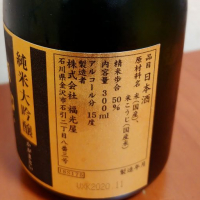 品目 日本酒
原材料名 米(国産)、
米こうじ(国産米)
精米歩合 50%
内容量 300ml
アルコール分 15度
製造者
株式会社 福光屋
石川県金沢市石引二丁目八番三号
純米大吟醸
製造年月
2020.11